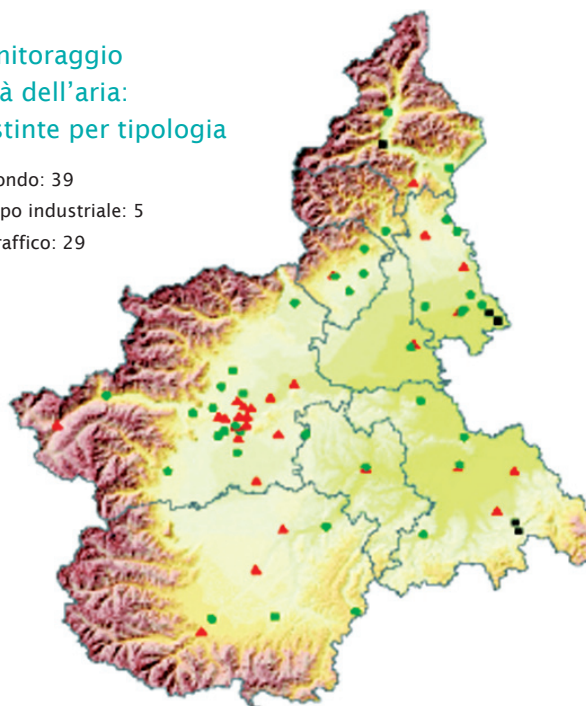 nitoraggio
à dell'aria:
stinte per tipologia
ondo: 39
po industriale: 5
raffico: 29